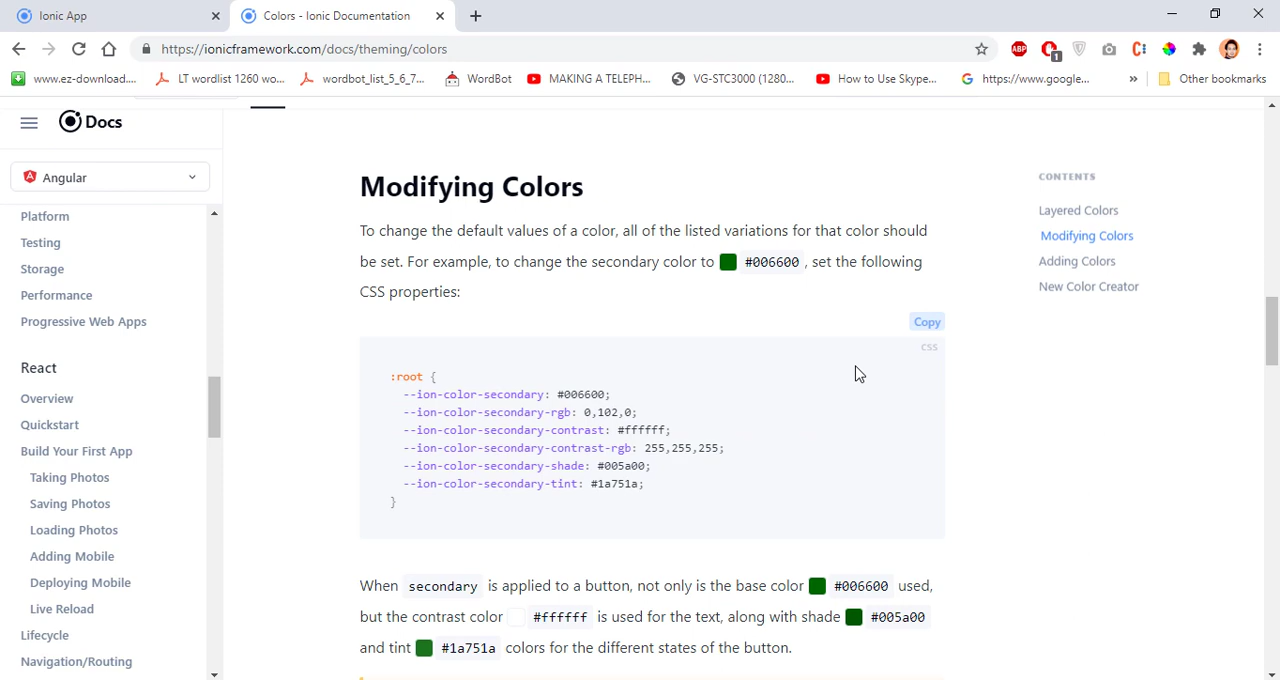 Ionic App
Colors - Ionic Documentation
https://ionicframework.com/docs/theming/colors
ABP
1
www.ez-download....
LT wordlist 1260 wo...
wordbot_list_5_6_7...
WordBot
MAKING A TELEPH...
VG-STC3000 (1280...
How to Use Skype...
https://www.google...
»
Other bookmarks
Docs
Angular
Platform
Testing
Storage
Performance
Progressive Web Apps
React
Overview
Quickstart
Build Your First App
Taking Photos
Saving Photos
Loading Photos
Adding Mobile
Deploying Mobile
Live Reload
Lifecycle
Navigation/Routing
Modifying Colors
To change the default values of a color, all of the listed variations for that color should
be set. For example, to change the secondary color to #006600 , set the following
CSS properties:
Copy
CSS
:root {
--ion-color-secondary: #006600;
--ion-color-secondary-rgb: 0,102,0;
--ion-color-secondary-contrast: #ffffff;
--ion-color-secondary-contrast-rgb: 255,255,255;
--ion-color-secondary-shade: #005a00;
--ion-color-secondary-tint: #1a751a;
}
When secondary is applied to a button, not only is the base color #006600 used,
but the contrast color #ffffff is used for the text, along with shade #005a00
and tint #1a751a colors for the different states of the button.
CONTENTS
Layered Colors
Modifying Colors
Adding Colors
New Color Creator